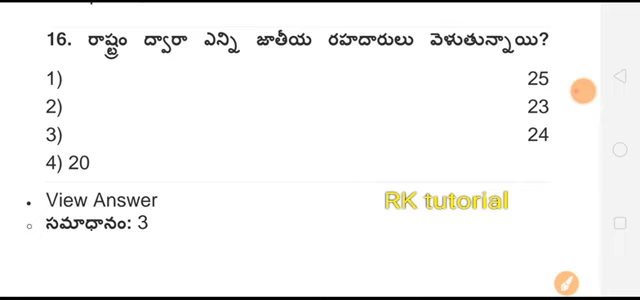 16. రాష్ట్రం ద్వారా ఎన్ని జాతీయ రహదారులు వెళుతున్నాయి?
1) 25
2) 23
3) 24
4) 20
• View Answer
RK tutorial
○ సమాధానం: 3